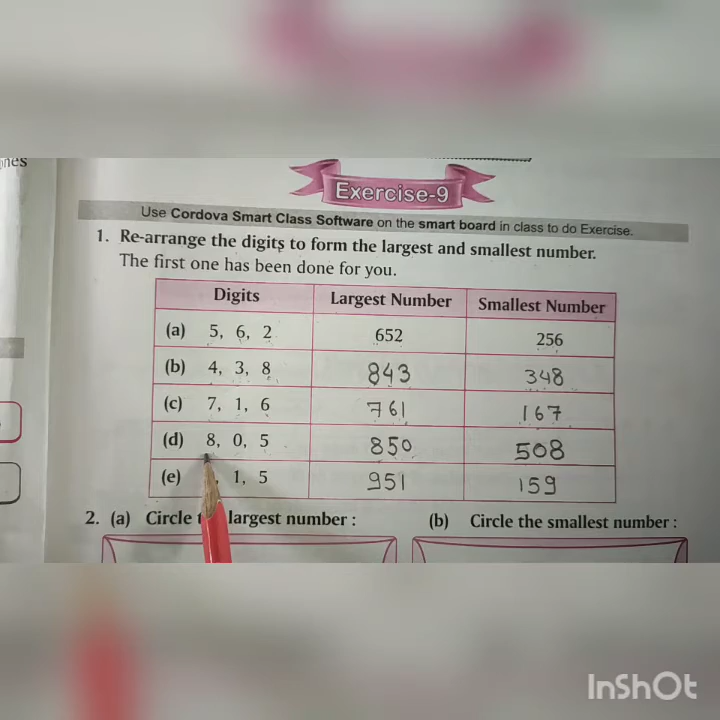 Exercise-9
Use Cordova Smart Class Software on the smart board in class to do Exercise.
1. Re-arrange the digits to form the largest and smallest number.
The first one has been done for you.
Digits Largest Number Smallest Number
(a) 5, 6, 2 652 256
(b) 4, 3, 8 843 348
(c) 7, 1, 6 761 167
(d) 8, 0, 5 850 508
(e) , 1, 5 951 159
2. (a) Circle largest number : (b) Circle the smallest number :
InShOt